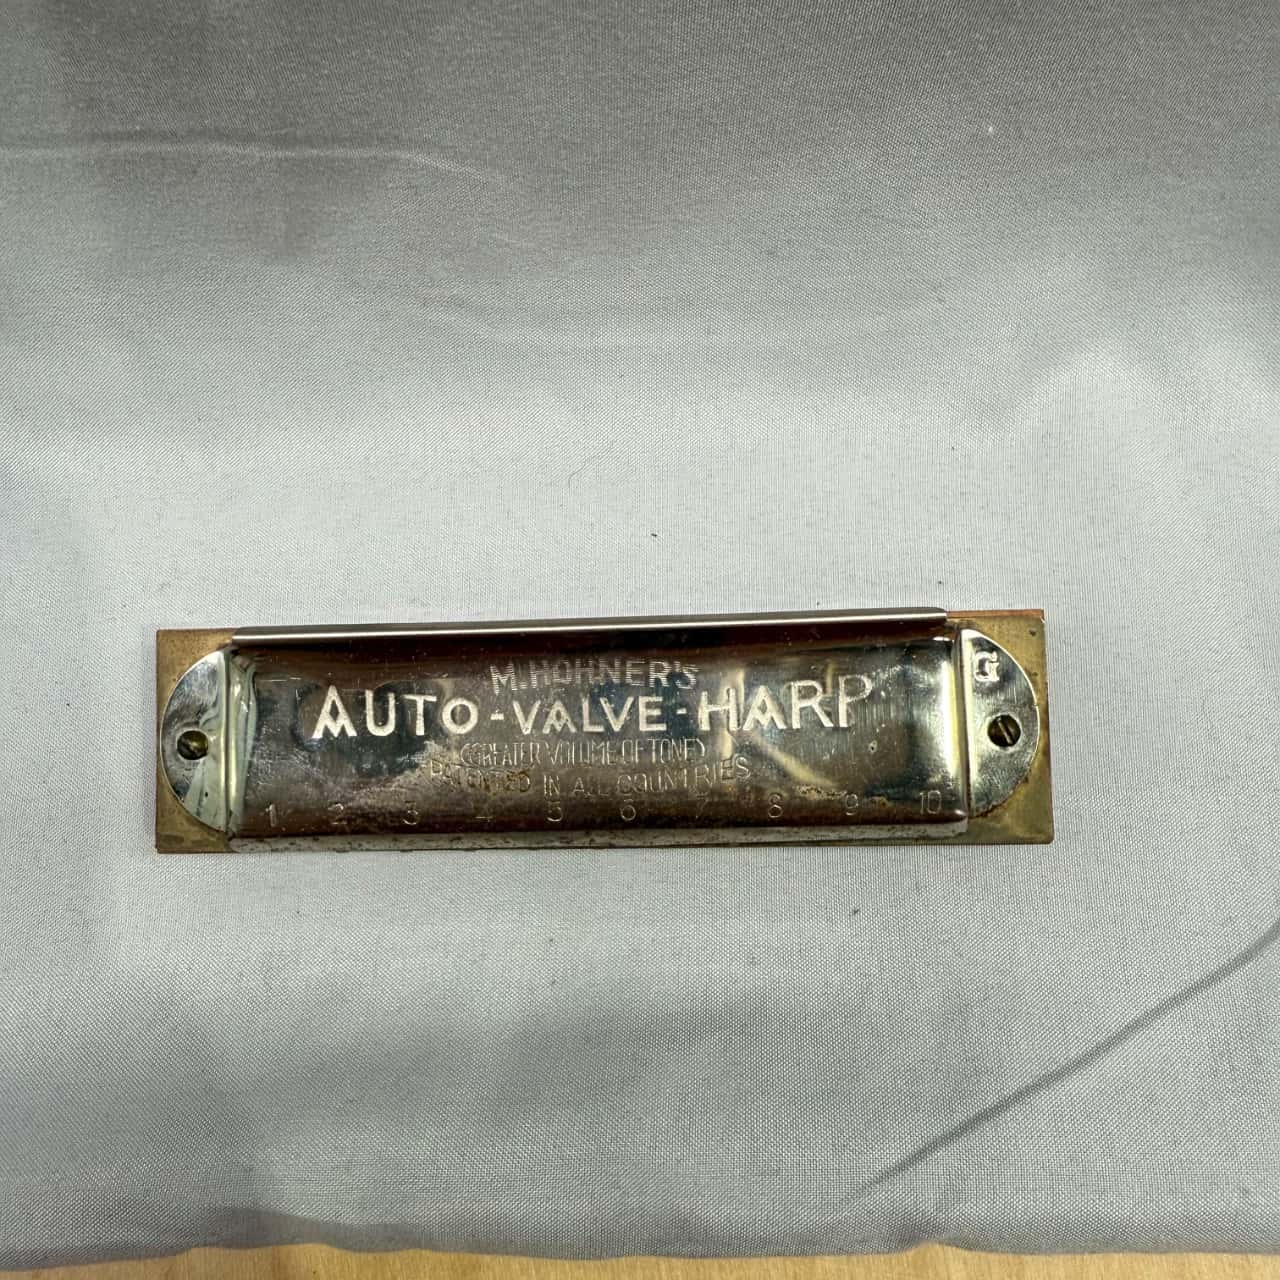 M. HOHNER'S
AUTO-VALVE-HARP
(GREATER VOLUME OF TONE)
PATENTED IN ALL COUNTRIES
1 2 3 4 5 6 7 8 9 10
G